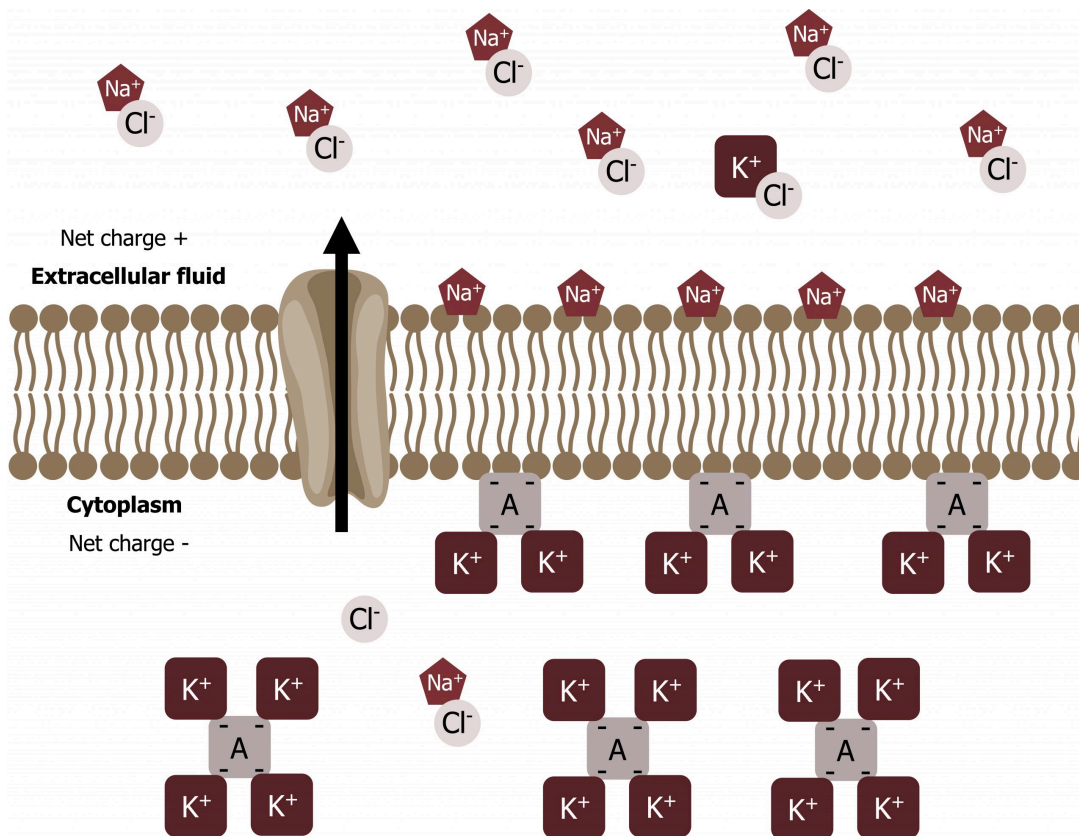 Na⁺
Cl⁻
Na⁺
Cl⁻
Na⁺
Cl⁻
Na⁺
Cl⁻
Na⁺
Cl⁻
K⁺
Cl⁻
Na⁺
Cl⁻
Net charge +
Extracellular fluid
Na⁺
Na⁺
Na⁺
Na⁺
Na⁺
Cytoplasm
Net charge -
A
A
A
K⁺
K⁺
K⁺
K⁺
K⁺
K⁺
Cl⁻
K⁺
K⁺
Na⁺
Cl⁻
K⁺
K⁺
K⁺
K⁺
A
A
A
K⁺
K⁺
K⁺
K⁺
K⁺
K⁺